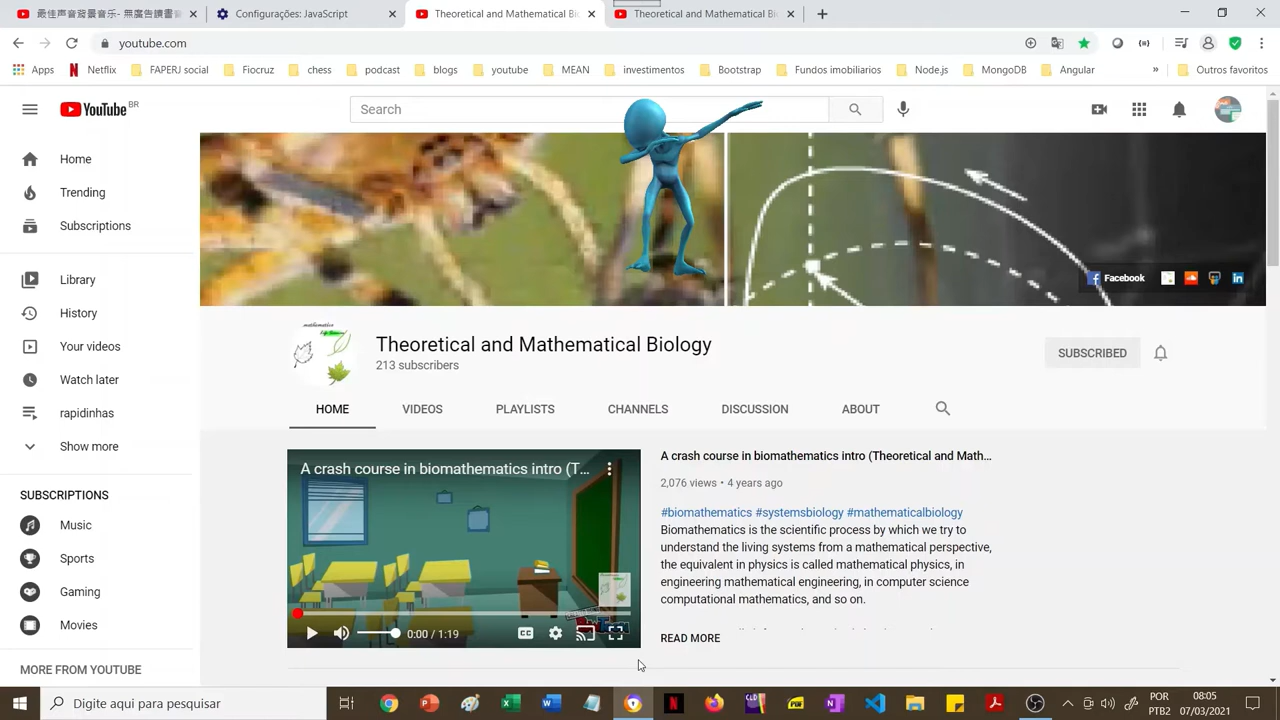 最佳声音背景音乐- 無廣告讀書音
Configurações: JavaScript
Theoretical and Mathematical Bi
Theoretical and Mathematical Bio
youtube.com
Apps
Netflix
FAPERJ social
Fiocruz
chess
podcast
blogs
youtube
MEAN
investimentos
Bootstrap
Fundos imobiliarios
Node.js
MongoDB
Angular
»
Outros favoritos
YouTube BR
Search
Home
Trending
Subscriptions
Library
History
Your videos
Watch later
rapidinhas
Show more
SUBSCRIPTIONS
Music
Sports
Gaming
Movies
MORE FROM YOUTUBE
Facebook
Theoretical and Mathematical Biology
213 subscribers
SUBSCRIBED
HOME
VIDEOS
PLAYLISTS
CHANNELS
DISCUSSION
ABOUT
A crash course in biomathematics intro (T...
0:00 / 1:19
A crash course in biomathematics intro (Theoretical and Math...
2,076 views • 4 years ago
#biomathematics #systemsbiology #mathematicalbiology
Biomathematics is the scientific process by which we try to
understand the living systems from a mathematical perspective,
the equivalent in physics is called mathematical physics, in
engineering mathematical engineering, in computer science
computational mathematics, and so on.
READ MORE
Digite aqui para pesquisar
POR
PTB2
08:05
07/03/2021